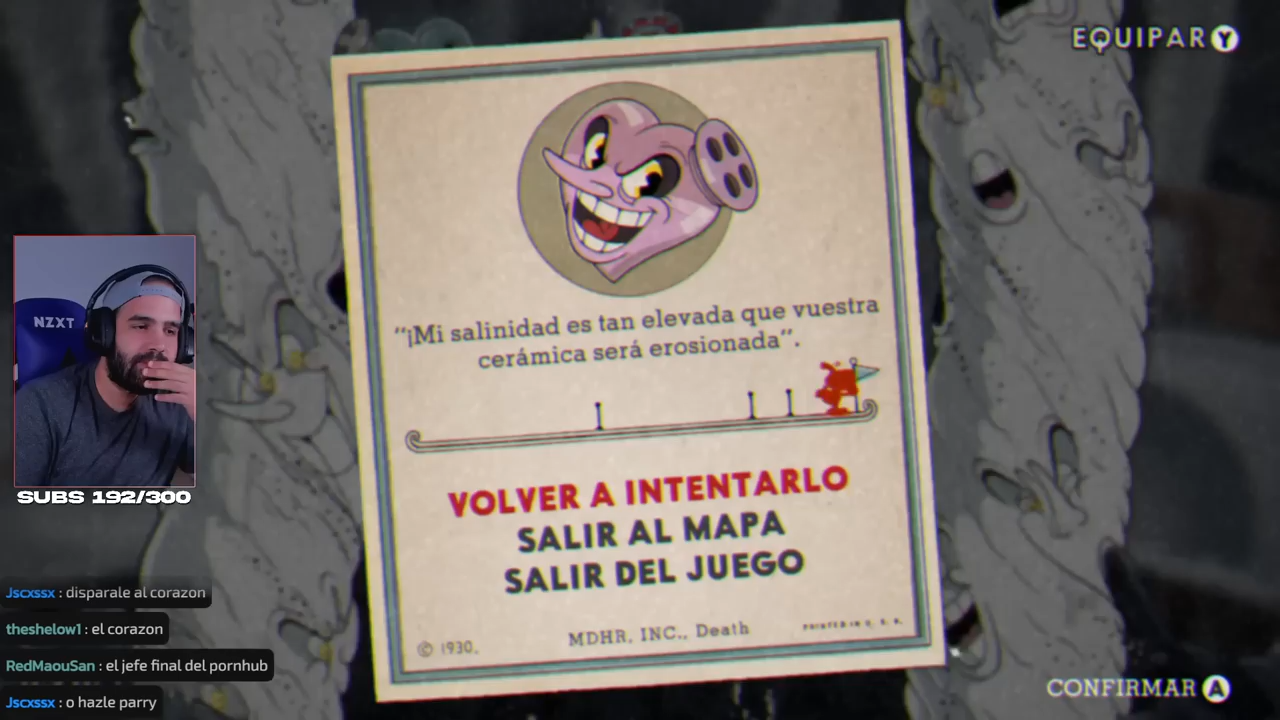 EQUIPAR Y
“¡Mi salinidad es tan elevada que vuestra
cerámica será erosionada”.
NZXT
VOLVER A INTENTARLO
SALIR AL MAPA
SALIR DEL JUEGO
SUBS 192/300
Jscxssx : disparale al corazon
theshelow1 : el corazon
RedMaouSan : el jefe final del pornhub
Jscxssx : o hazle parry
© 1930. MDHR, INC., Death PRINTED IN U. S. A.
CONFIRMAR A